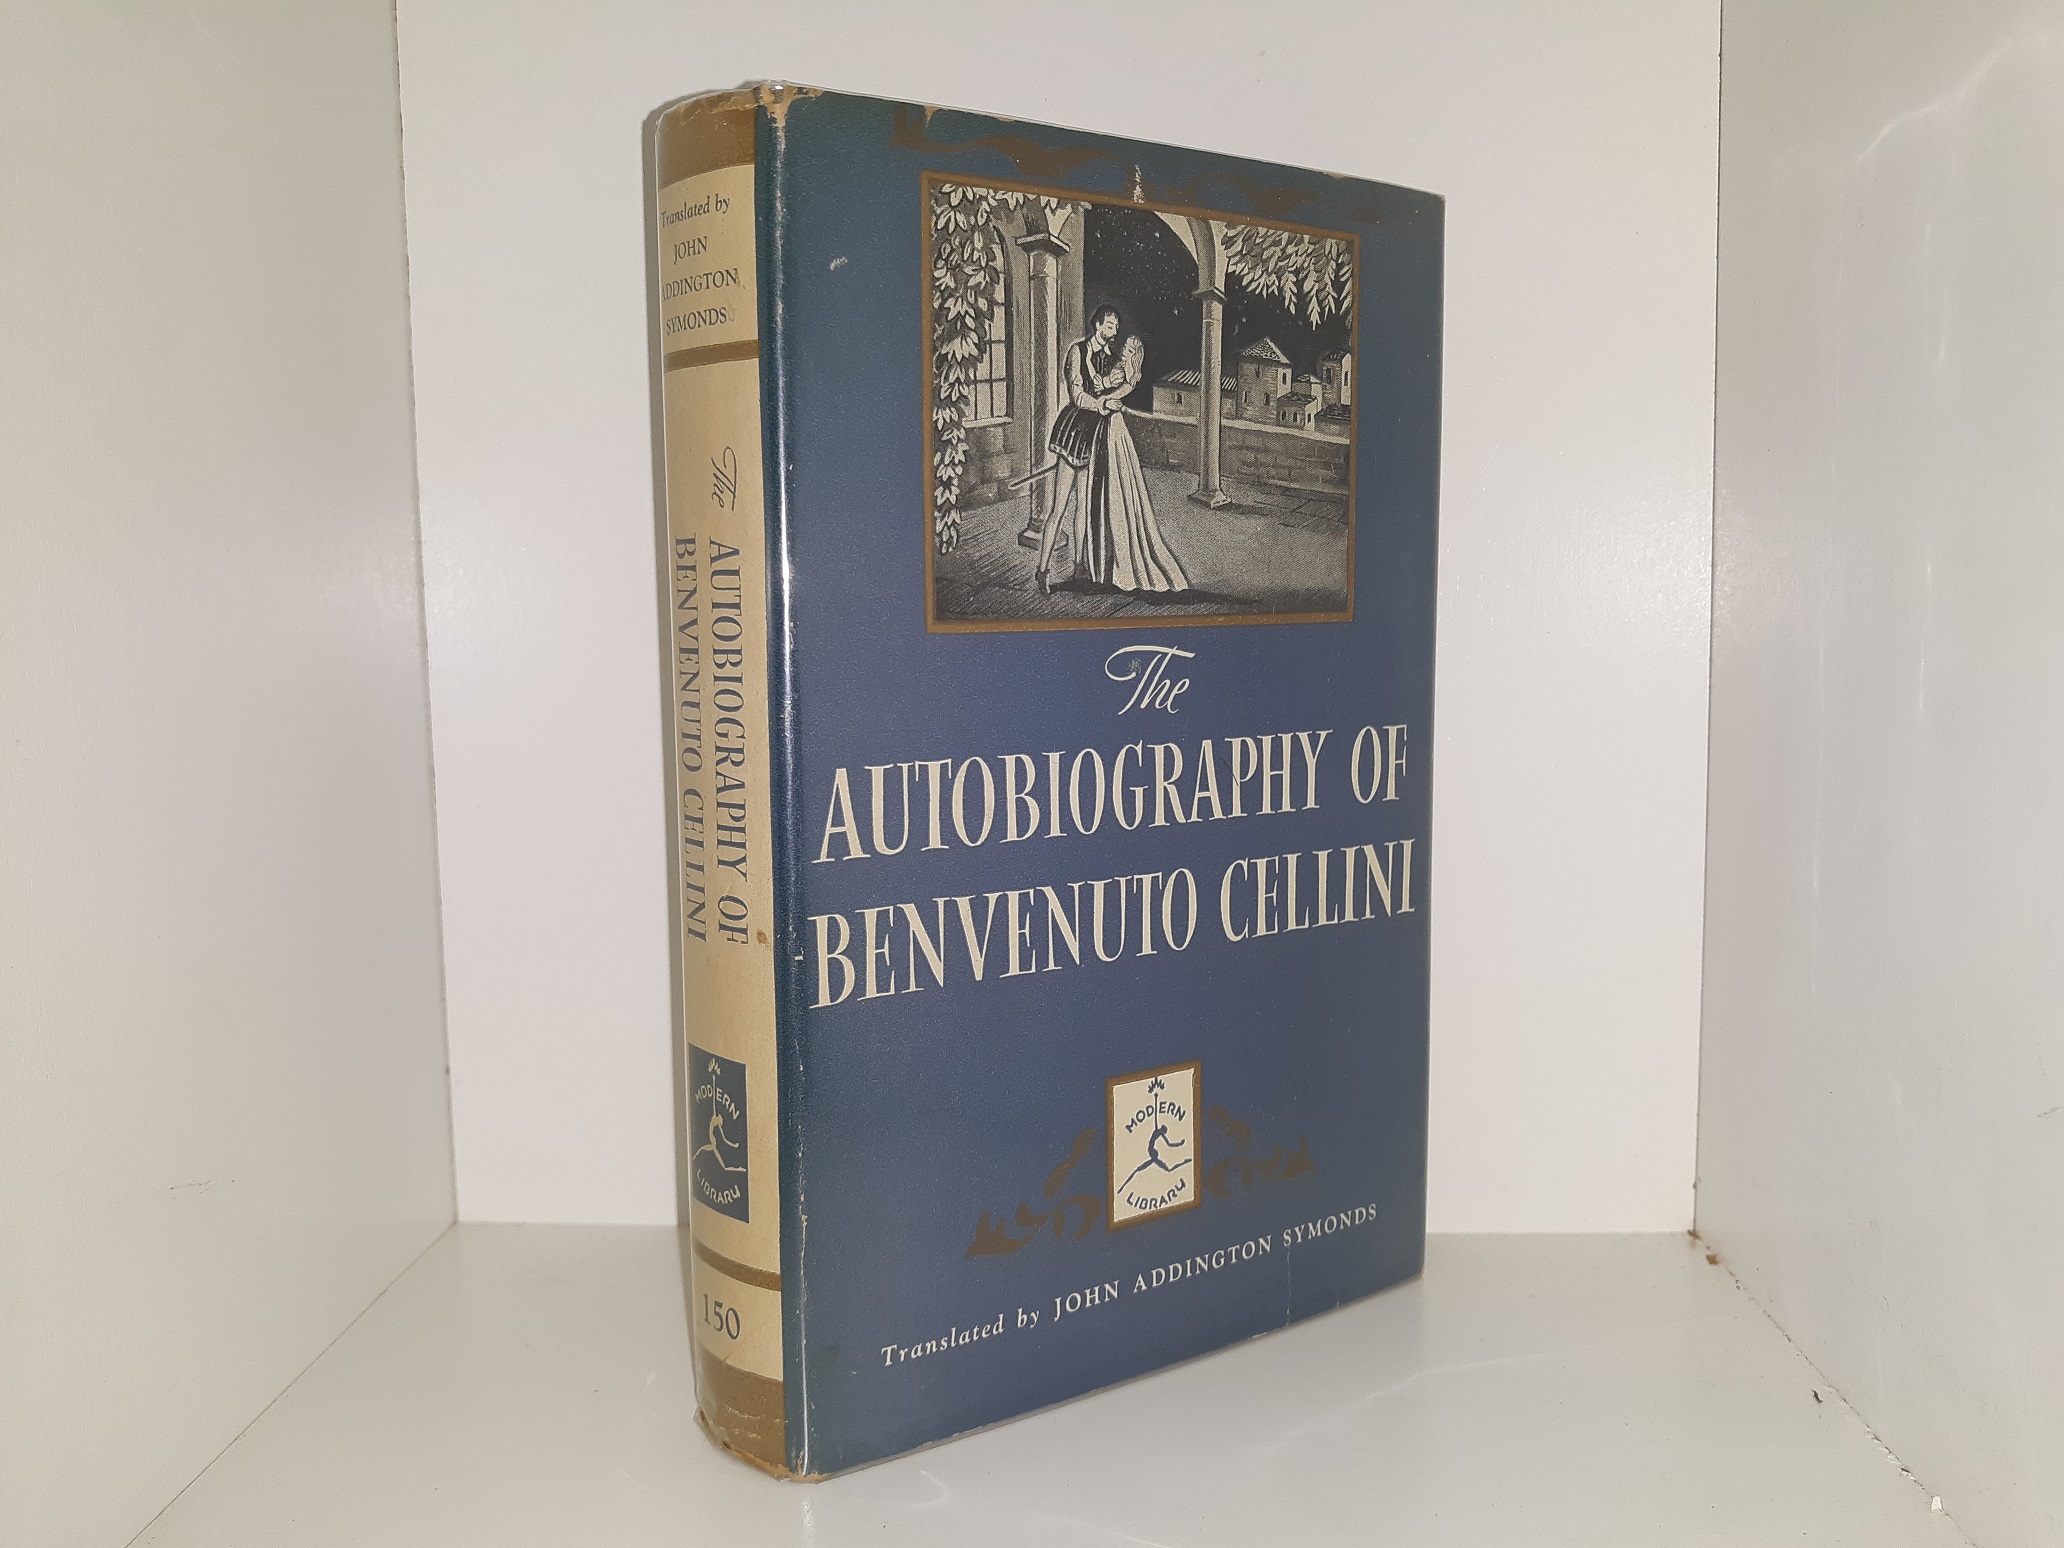 Translated by
JOHN
ADDINGTON
SYMONDS
The AUTOBIOGRAPHY OF
BENVENUTO CELLINI
MODERN
LIBRARY
150
The
AUTOBIOGRAPHY OF
BENVENUTO CELLINI
MODERN
LIBRARY
Translated by JOHN ADDINGTON SYMONDS